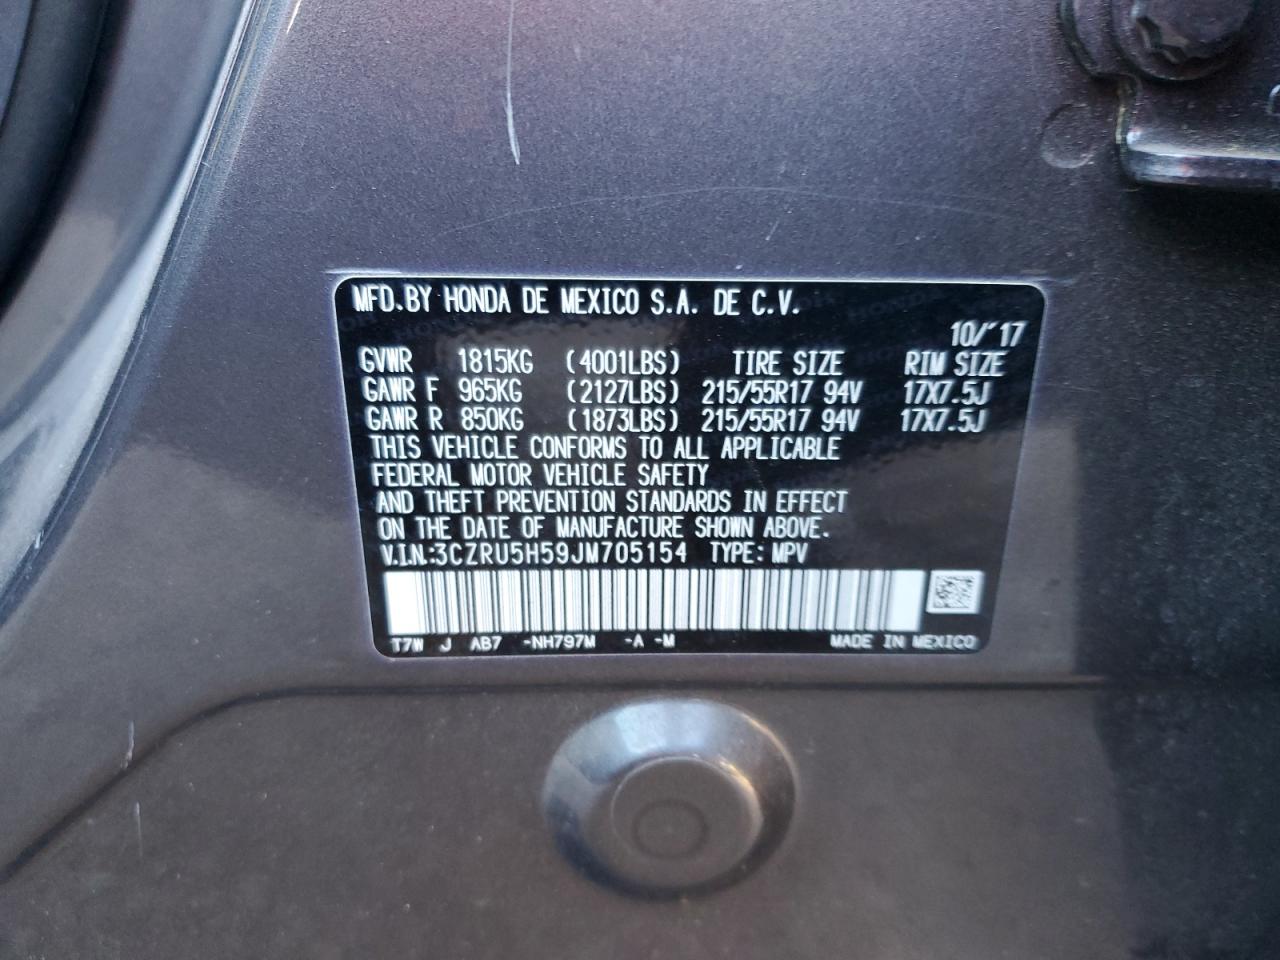 MFD.BY HONDA DE MEXICO S.A. DE C.V.
10/'17
GVWR 1815KG (4001LBS) TIRE SIZE RIM SIZE
GAWR F 965KG (2127LBS) 215/55R17 94V 17X7.5J
GAWR R 850KG (1873LBS) 215/55R17 94V 17X7.5J
THIS VEHICLE CONFORMS TO ALL APPLICABLE
FEDERAL MOTOR VEHICLE SAFETY
AND THEFT PREVENTION STANDARDS IN EFFECT
ON THE DATE OF MANUFACTURE SHOWN ABOVE.
V.I.N.:3CZRU5H59JM705154 TYPE: MPV
T7W J AB7 -NH797M -A -M MADE IN MEXICO